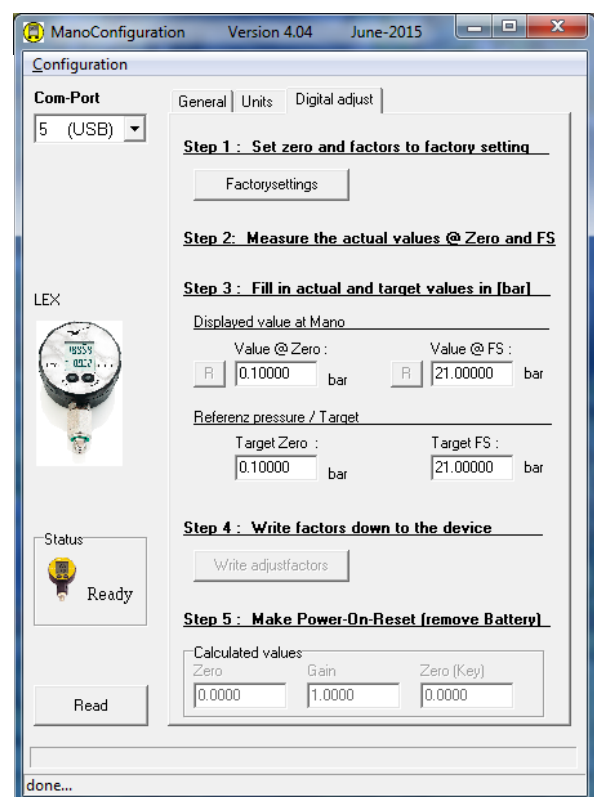 ManoConfiguration Version 4.04 June-2015
Configuration
Com-Port
General Units Digital adjust
5 (USB)
Step 1 : Set zero and factors to factory setting
Factorysettings
Step 2: Measure the actual values @ Zero and FS
Step 3 : Fill in actual and target values in [bar]
LEX
Displayed value at Mano
Value @ Zero : Value @ FS :
R 0.10000 bar R 21.00000 bar
Referenz pressure / Target
Target Zero : Target FS :
0.10000 bar 21.00000 bar
Step 4 : Write factors down to the device
Status
Write adjustfactors
Ready
Step 5 : Make Power-On-Reset (remove Battery)
Calculated values
Zero Gain Zero (Key)
0.0000 1.0000 0.0000
Read
done...